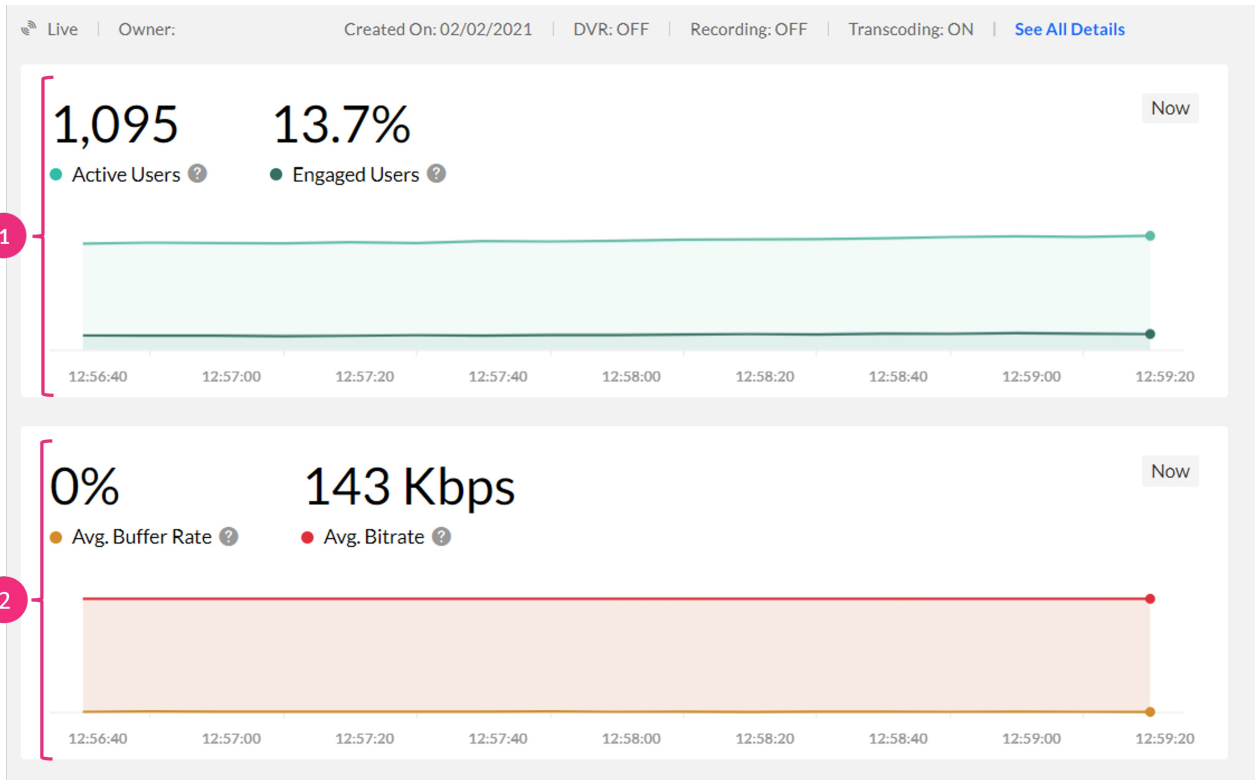 Live | Owner: Created On: 02/02/2021 | DVR: OFF | Recording: OFF | Transcoding: ON | See All Details
1,095 13.7% Now
Active Users ? Engaged Users ?
1
12:56:40 12:57:00 12:57:20 12:57:40 12:58:00 12:58:20 12:58:40 12:59:00 12:59:20
0% 143 Kbps Now
Avg. Buffer Rate ? Avg. Bitrate ?
2
12:56:40 12:57:00 12:57:20 12:57:40 12:58:00 12:58:20 12:58:40 12:59:00 12:59:20